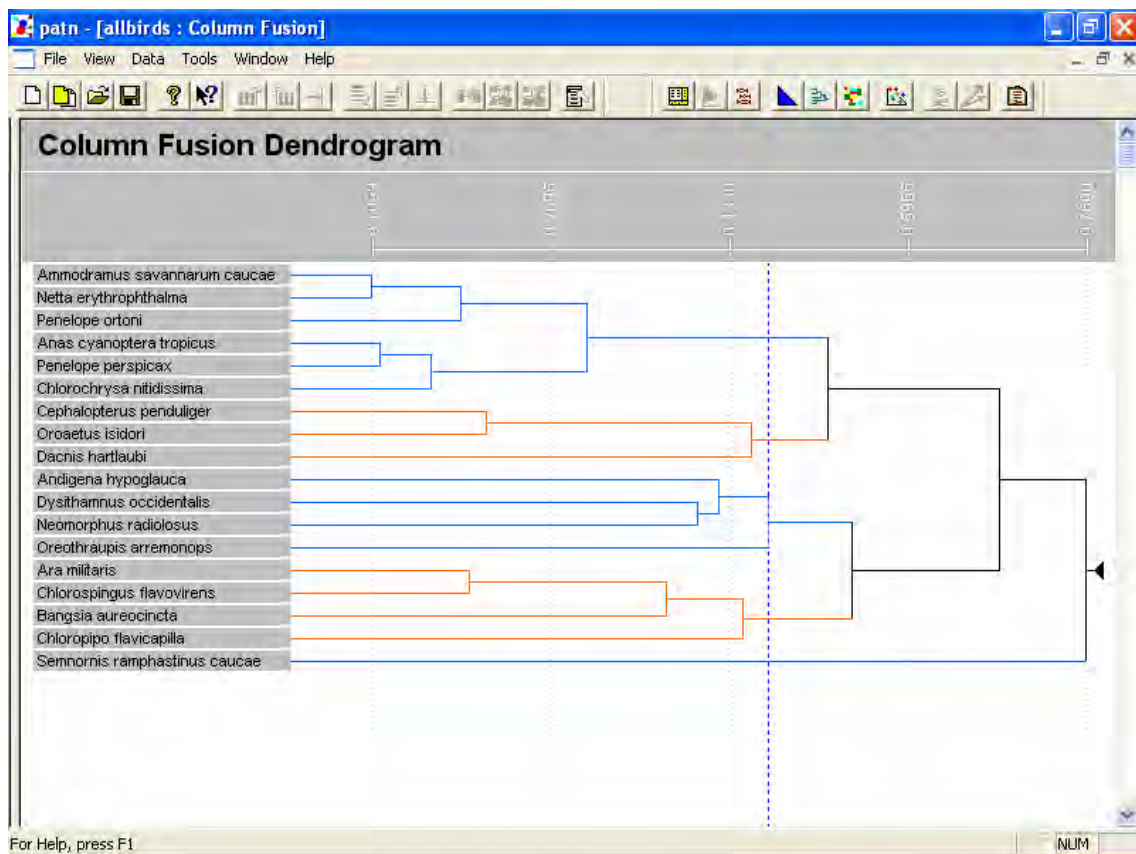 patn - [allbirds : Column Fusion]
File View Data Tools Window Help
Column Fusion Dendrogram
0.7600
Ammodramus savannarum caucae
Netta erythrophthalma
Penelope ortoni
Anas cyanoptera tropicus
Penelope perspicax
Chlorochrysa nitidissima
Cephalopterus penduliger
Oroaetus isidori
Dacnis hartlaubi
Andigena hypoglauca
Dysithamnus occidentalis
Neomorphus radiolosus
Oreothraupis arremonops
Ara militaris
Chlorospingus flavovirens
Bangsia aureocincta
Chloropipo flavicapilla
Semnornis ramphastinus caucae
For Help, press F1
NUM